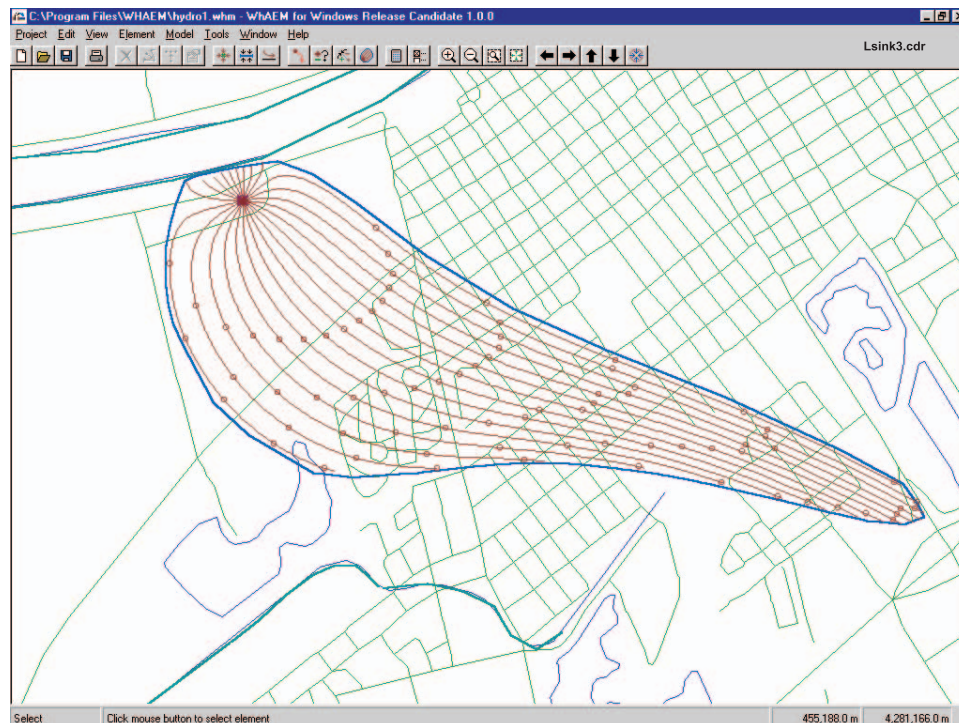 C:\Program Files\WHAEM\hydro1.whm - WhAEM for Windows Release Candidate 1.0.0
Project Edit View Element Model Tools Window Help
Lsink3.cdr
Select Click mouse button to select element 455,188.0 m 4,281,166.0 m